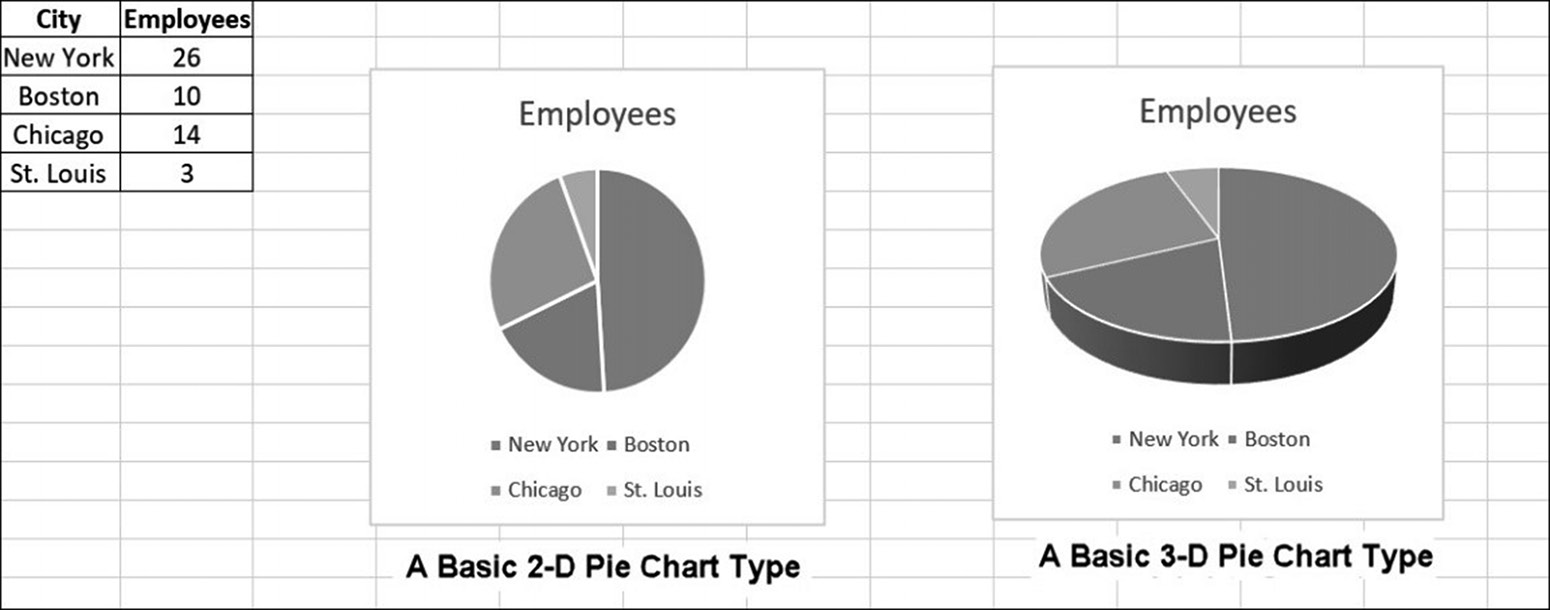 City Employees
New York 26
Boston 10
Chicago 14
St. Louis 3
Employees
New York Boston
Chicago St. Louis
A Basic 2-D Pie Chart Type
Employees
New York Boston
Chicago St. Louis
A Basic 3-D Pie Chart Type